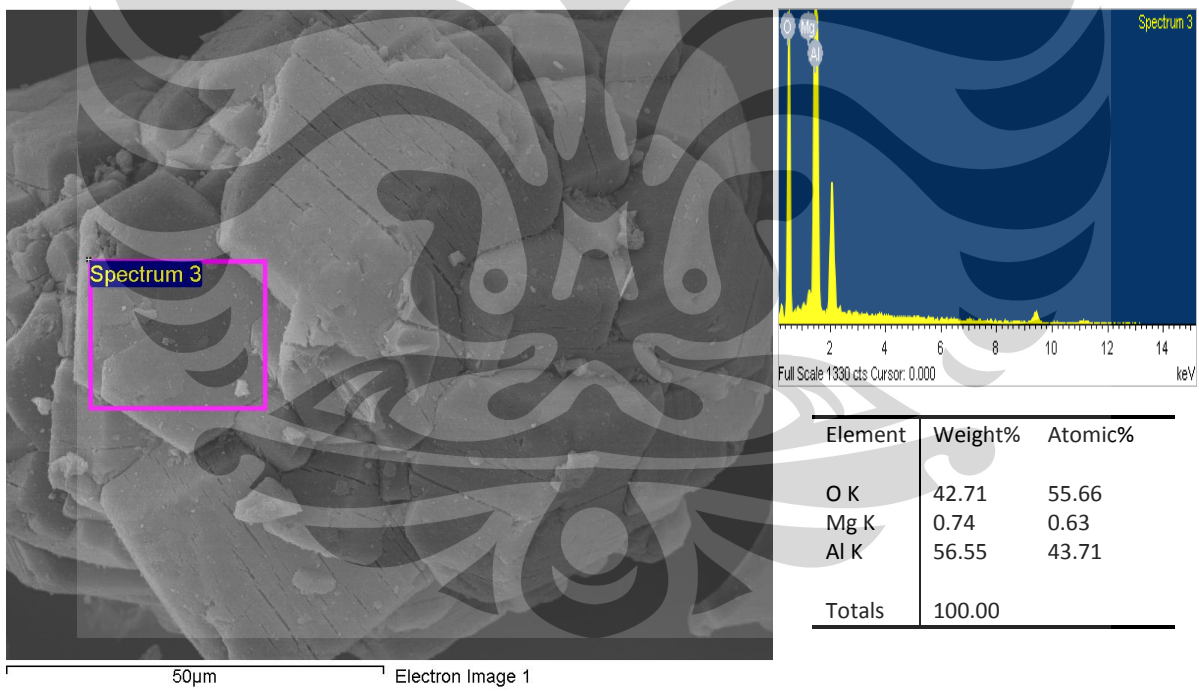 Spectrum 3
50µm
Electron Image 1
Spectrum 3
O
Mg
Al
2 4 6 8 10 12 14
Full Scale 1330 cts Cursor: 0.000 keV
Element Weight% Atomic%
O K 42.71 55.66
Mg K 0.74 0.63
Al K 56.55 43.71
Totals 100.00